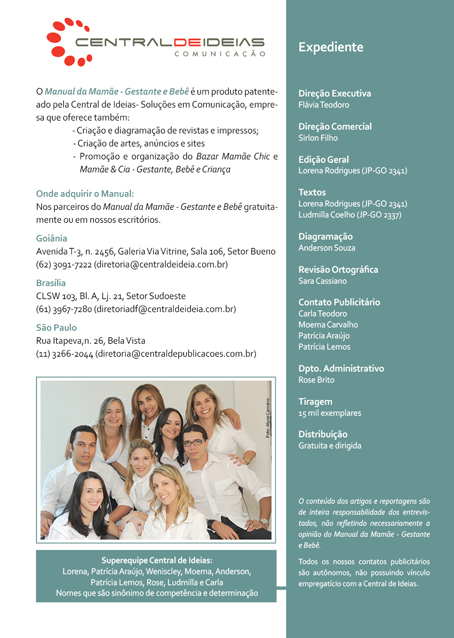 CENTRALDEIDEIAS
COMUNICAÇÃO
O Manual da Mamãe - Gestante e Bebê é um produto patente-
ado pela Central de Ideias- Soluções em Comunicação, empre-
sa que oferece também:
- Criação e diagramação de revistas e impressos;
- Criação de artes, anúncios e sites
- Promoção e organização do Bazar Mamãe Chic e
Mamãe & Cia - Gestante, Bebê e Criança
Onde adquirir o Manual:
Nos parceiros do Manual da Mamãe - Gestante e Bebê gratuita-
mente ou em nossos escritórios.
Goiânia
Avenida T-3, n. 2456, Galeria Via Vitrine, Sala 106, Setor Bueno
(62) 3091-7222 (diretoria@centraldeideia.com.br)
Brasília
CLSW 103, Bl. A, Lj. 21, Setor Sudoeste
(61) 3967-7280 (diretoriadf@centraldeideia.com.br)
São Paulo
Rua Itapeva,n. 26, Bela Vista
(11) 3266-2044 (diretoria@centraldepublicacoes.com.br)
Superequipe Central de Ideias:
Lorena, Patrícia Araújo, Weniscley, Moema, Anderson,
Patrícia Lemos, Rose, Ludmilla e Carla
Nomes que são sinônimo de competência e determinação
Expediente
Direção Executiva
Flávia Teodoro
Direção Comercial
Sirlon Filho
Edição Geral
Lorena Rodrigues (JP-GO 2341)
Textos
Lorena Rodrigues (JP-GO 2341)
Ludmilla Coelho (JP-GO 2337)
Diagramação
Anderson Souza
Revisão Ortográfica
Sara Cassiano
Contato Publicitário
Carla Teodoro
Moema Carvalho
Patrícia Araújo
Patrícia Lemos
Dpto. Administrativo
Rose Brito
Tiragem
15 mil exemplares
Distribuição
Gratuita e dirigida
O conteúdo dos artigos e reportagens são
de inteira responsabilidade dos entrevis-
tados, não refletindo necessariamente a
opinião do Manual da Mamãe - Gestante
e Bebê.
Todos os nossos contatos publicitários
são autônomos, não possuindo vínculo
empregatício com a Central de Ideias.